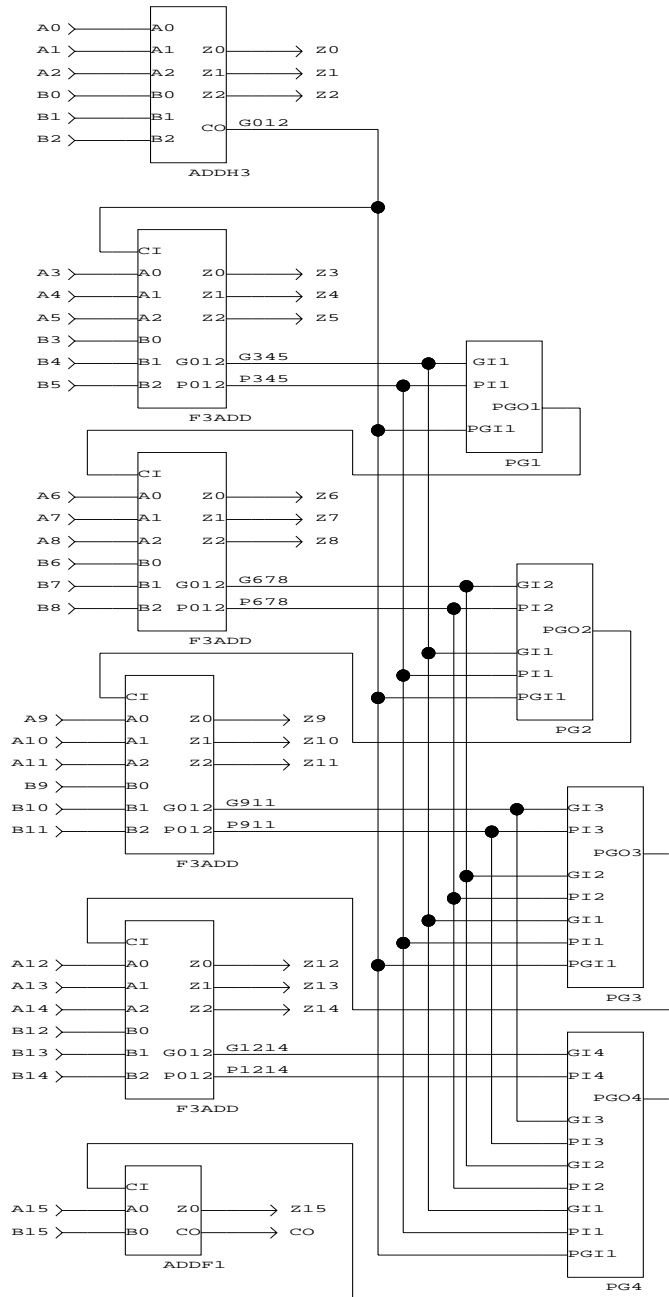 A0 A0
A1 A1 Z0 Z0
A2 A2 Z1 Z1
B0 B0 Z2 Z2
B1 B1
B2 B2 CO G012
ADDH3
CI
A3 A0 Z0 Z3
A4 A1 Z1 Z4
A5 A2 Z2 Z5
B3 B0
B4 B1 G012 G345 GI1
B5 B2 P012 P345 PI1
PGO1
F3ADD
PGI1
PG1
CI
A6 A0 Z0 Z6
A7 A1 Z1 Z7
A8 A2 Z2 Z8
B6 B0
B7 B1 G012 G678 GI2
B8 B2 P012 P678 PI2
PGO2
F3ADD
GI1
PI1
CI PGI1
A9 A0 Z0 Z9
PG2
A10 A1 Z1 Z10
A11 A2 Z2 Z11
B9 B0
B10 B1 G012 G911 GI3
B11 B2 P012 P911 PI3
PGO3
F3ADD
GI2
PI2
GI1
CI PI1
A12 A0 Z0 Z12 PGI1
A13 A1 Z1 Z13
PG3
A14 A2 Z2 Z14
B12 B0
B13 B1 G012 G1214 GI4
B14 B2 P012 P1214 PI4
PGO4
F3ADD
GI3
PI3
GI2
CI PI2
A15 A0 Z0 Z15 GI1
B15 B0 CO CO PI1
PGI1
ADDF1
PG4